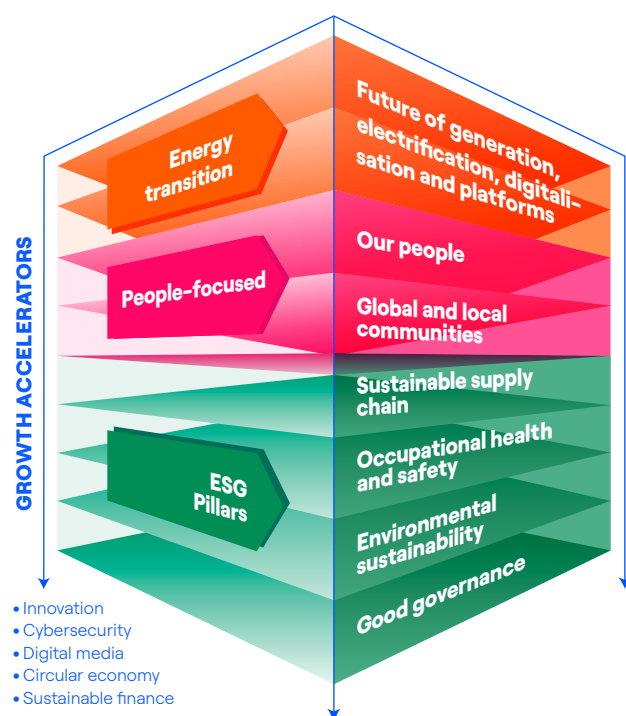 Energy
transition
Future of generation,
electrification, digitali-
sation and platforms
People-focused
Our people
Global and local
communities
ESG
Pillars
Sustainable supply
chain
Occupational health
and safety
Environmental
sustainability
Good governance
GROWTH ACCELERATORS
• Innovation
• Cybersecurity
• Digital media
• Circular economy
• Sustainable finance